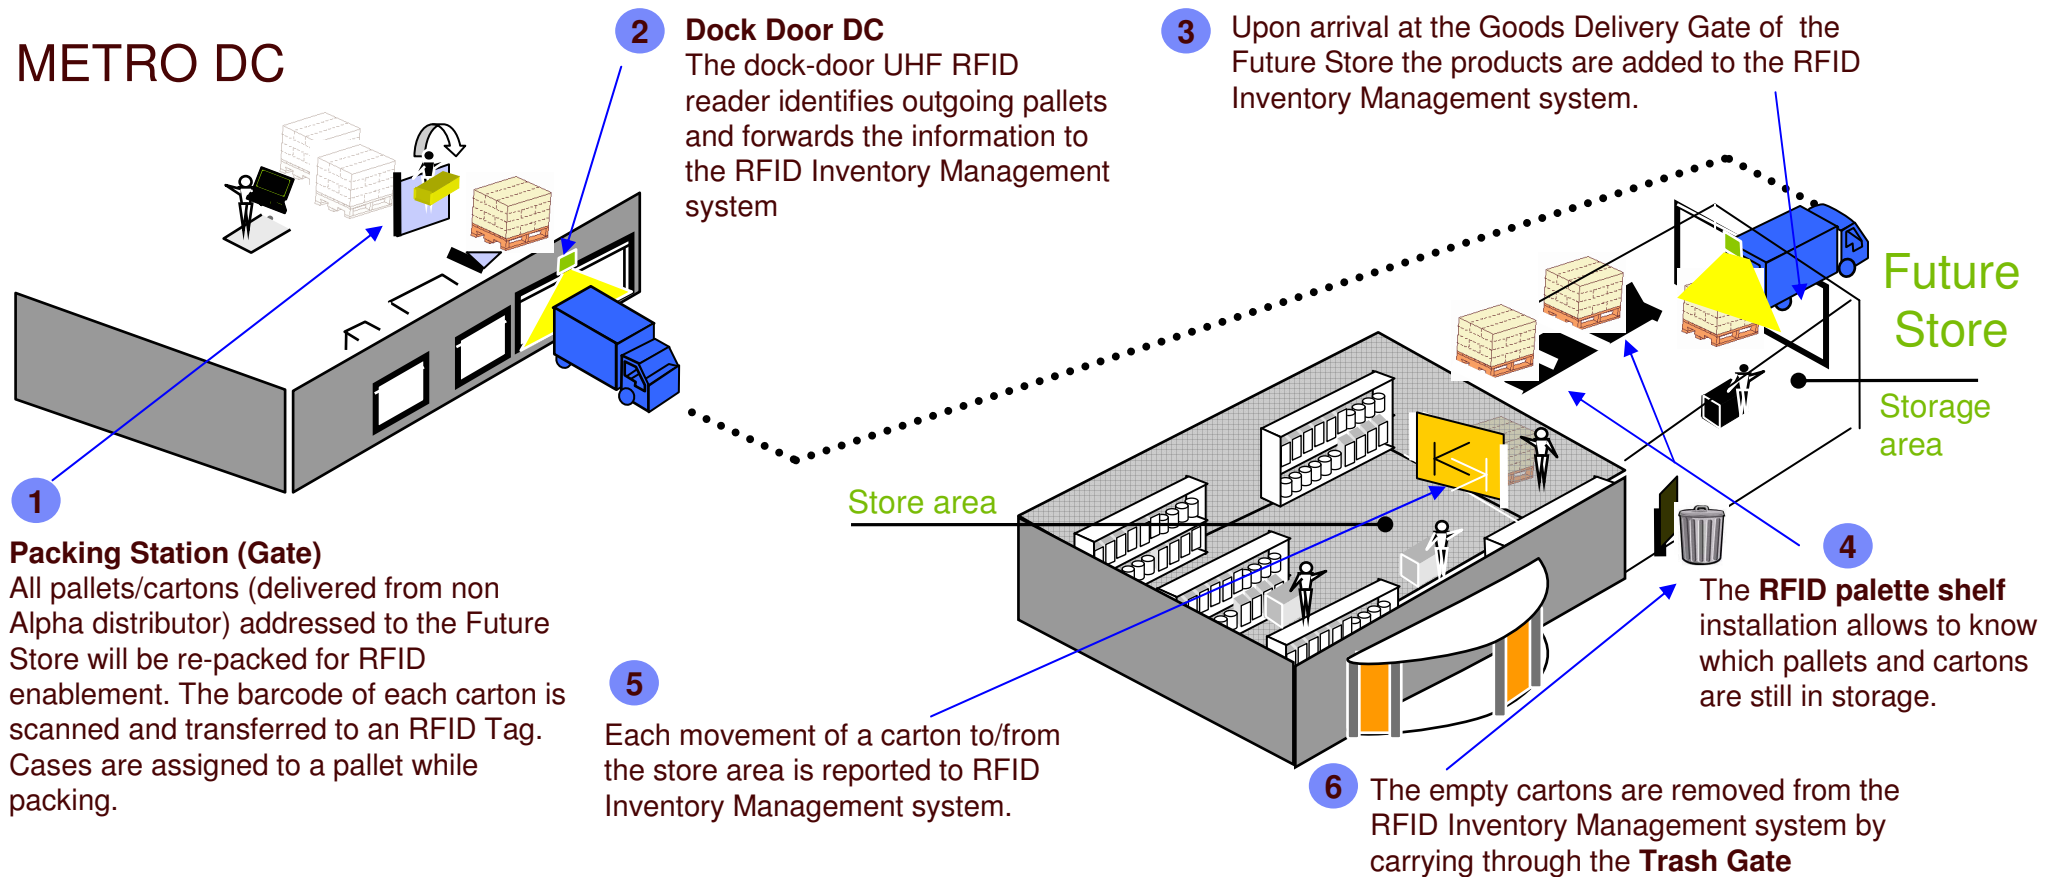 METRO DC
2
Dock Door DC
The dock-door UHF RFID
reader identifies outgoing pallets
and forwards the information to
the RFID Inventory Management
system
3
Upon arrival at the Goods Delivery Gate of the
Future Store the products are added to the RFID
Inventory Management system.
Future
Store
Storage
area
Store area
1
Packing Station (Gate)
All pallets/cartons (delivered from non
Alpha distributor) addressed to the Future
Store will be re-packed for RFID
enablement. The barcode of each carton is
scanned and transferred to an RFID Tag.
Cases are assigned to a pallet while
packing.
4
The RFID palette shelf
installation allows to know
which pallets and cartons
are still in storage.
5
Each movement of a carton to/from
the store area is reported to RFID
Inventory Management system.
6
The empty cartons are removed from the
RFID Inventory Management system by
carrying through the Trash Gate